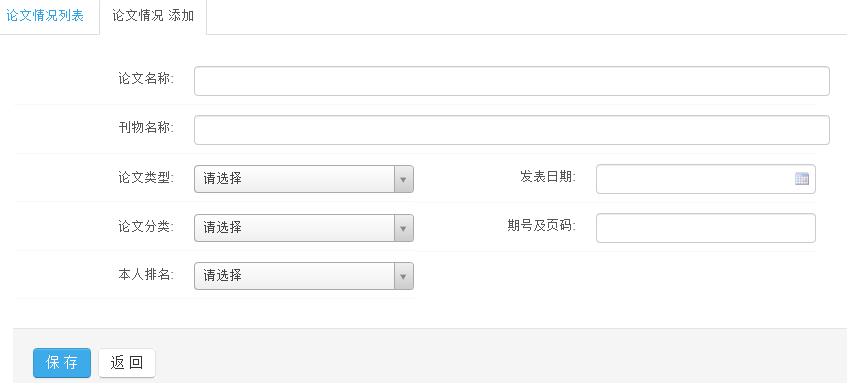 论文情况列表 论文情况 添加
论文名称:
刊物名称:
论文类型: 请选择 发表日期:
论文分类: 请选择 期号及页码:
本人排名: 请选择
保 存 返 回